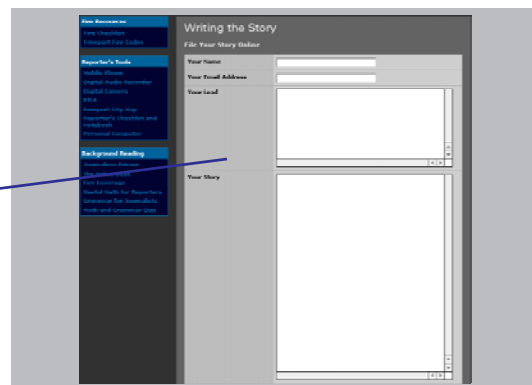 Fire Resources
Fire Checklist
Freeport Fire Codes
Reporter's Tools
Mobile Phone
Digital Audio Recorder
Digital Camera
PDA
Freeport City Map
Reporter's Checklist and
Notebook
Personal Computer
Background Reading
Journalism Primer
Fire Coverage
Useful Math for Reporters
Grammar for Journalists
Math and Grammar Quiz
Writing the Story
File Your Story Online
Your Name
Your Email Address
Your Lead
Your Story